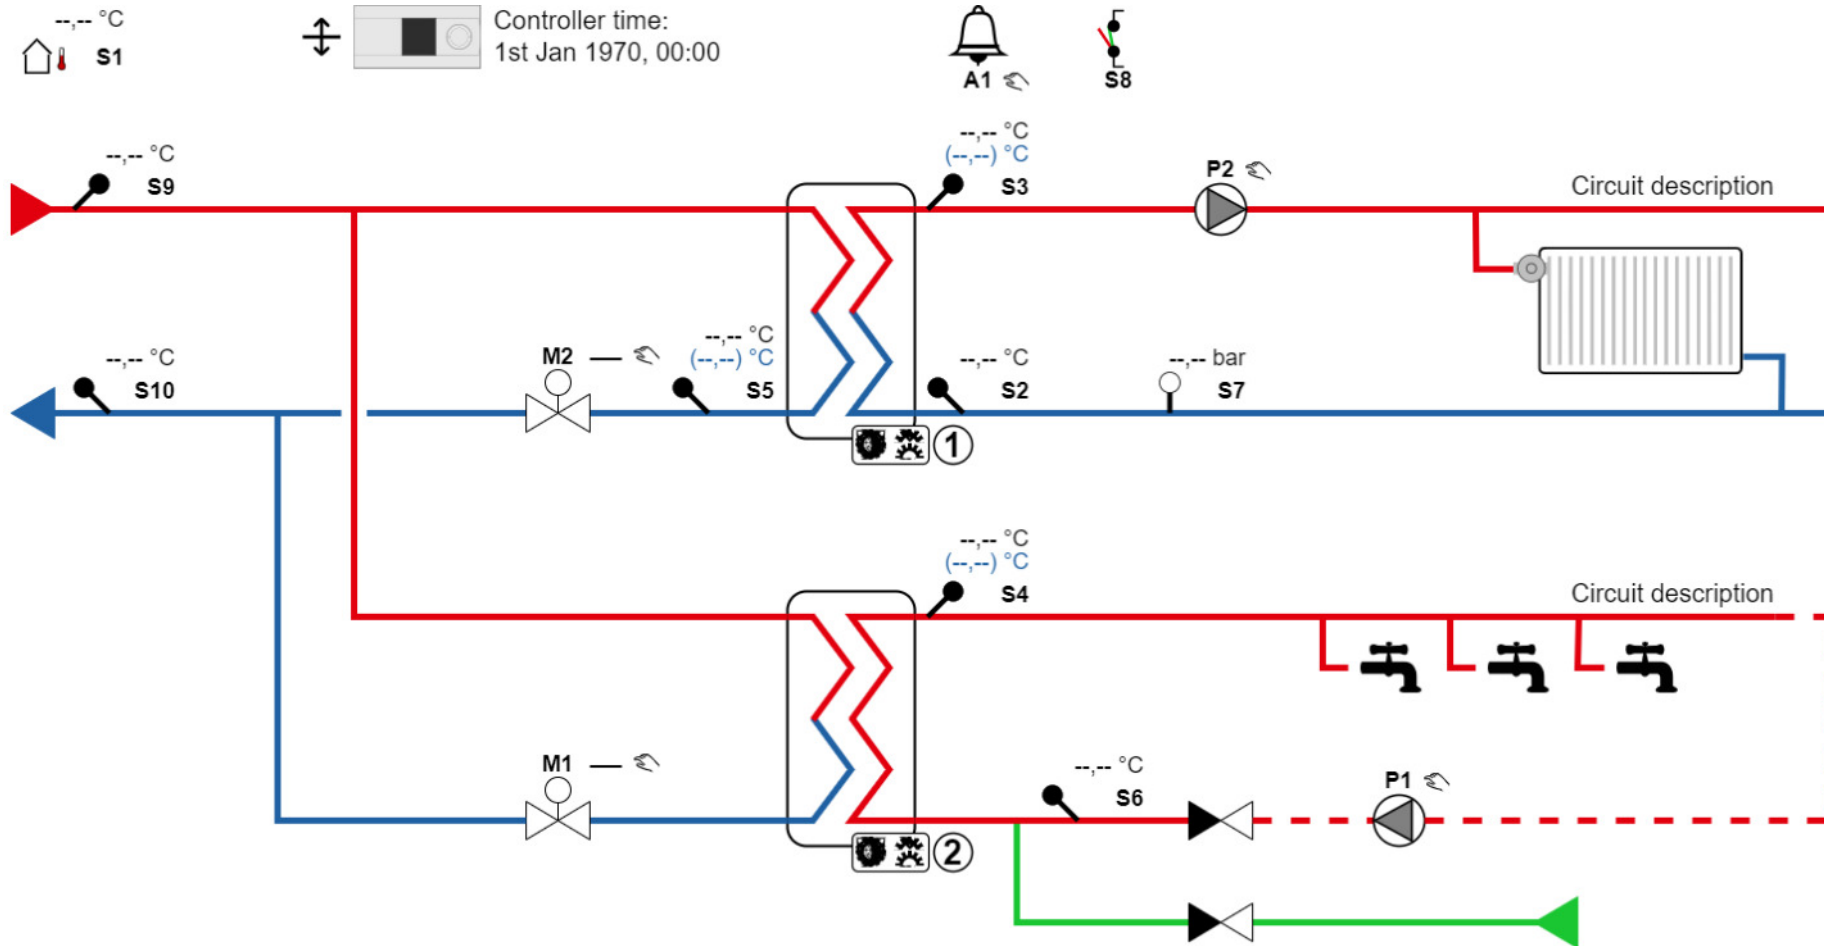 --,-- °C
S1
Controller time:
1st Jan 1970, 00:00
A1
S8
--,-- °C
S9
--,-- °C
(--,--) °C
S3
P2
Circuit description
--,-- °C
S10
M2
--,-- °C
(--,--) °C
S5
--,-- °C
S2
--,-- bar
S7
1
--,-- °C
(--,--) °C
S4
Circuit description
M1
--,-- °C
S6
P1
2